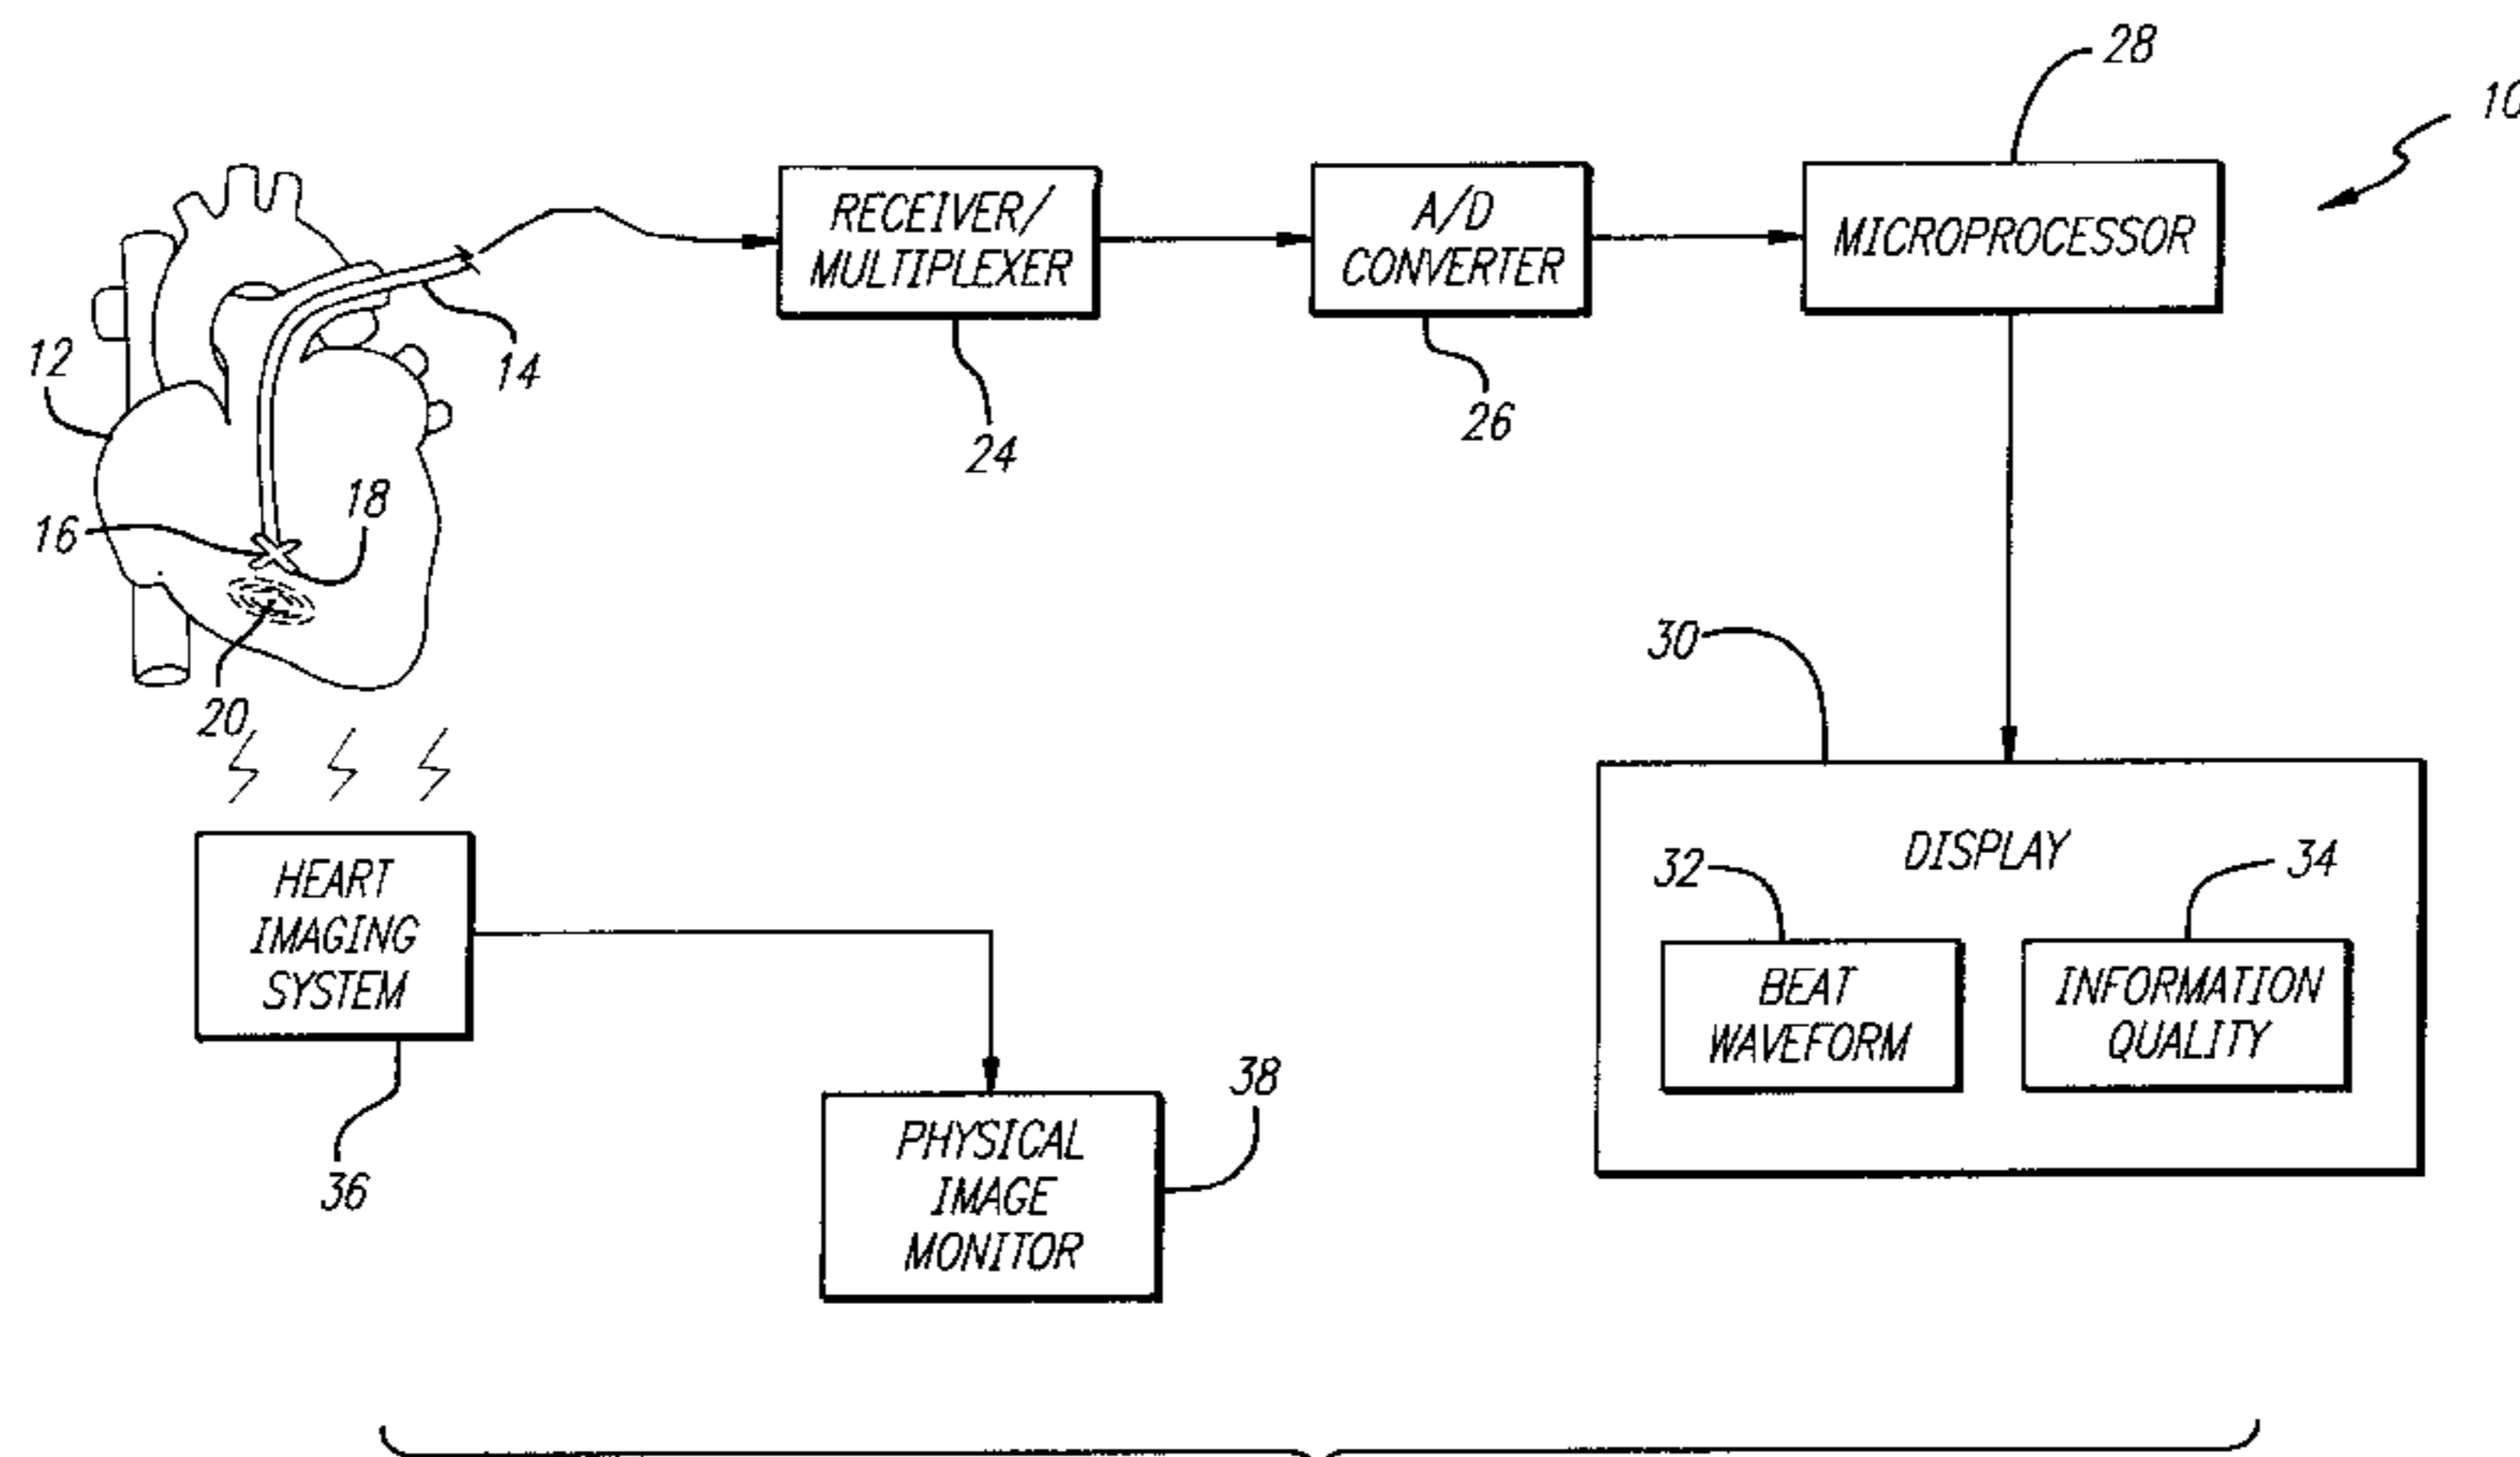 28
10
RECEIVER/
MULTIPLEXER
A/D
CONVERTER
MICROPROCESSOR
12
14
24
26
16
18
20
30
DISPLAY
32
34
HEART
IMAGING
SYSTEM
BEAT
WAVEFORM
INFORMATION
QUALITY
36
38
PHYSICAL
IMAGE
MONITOR